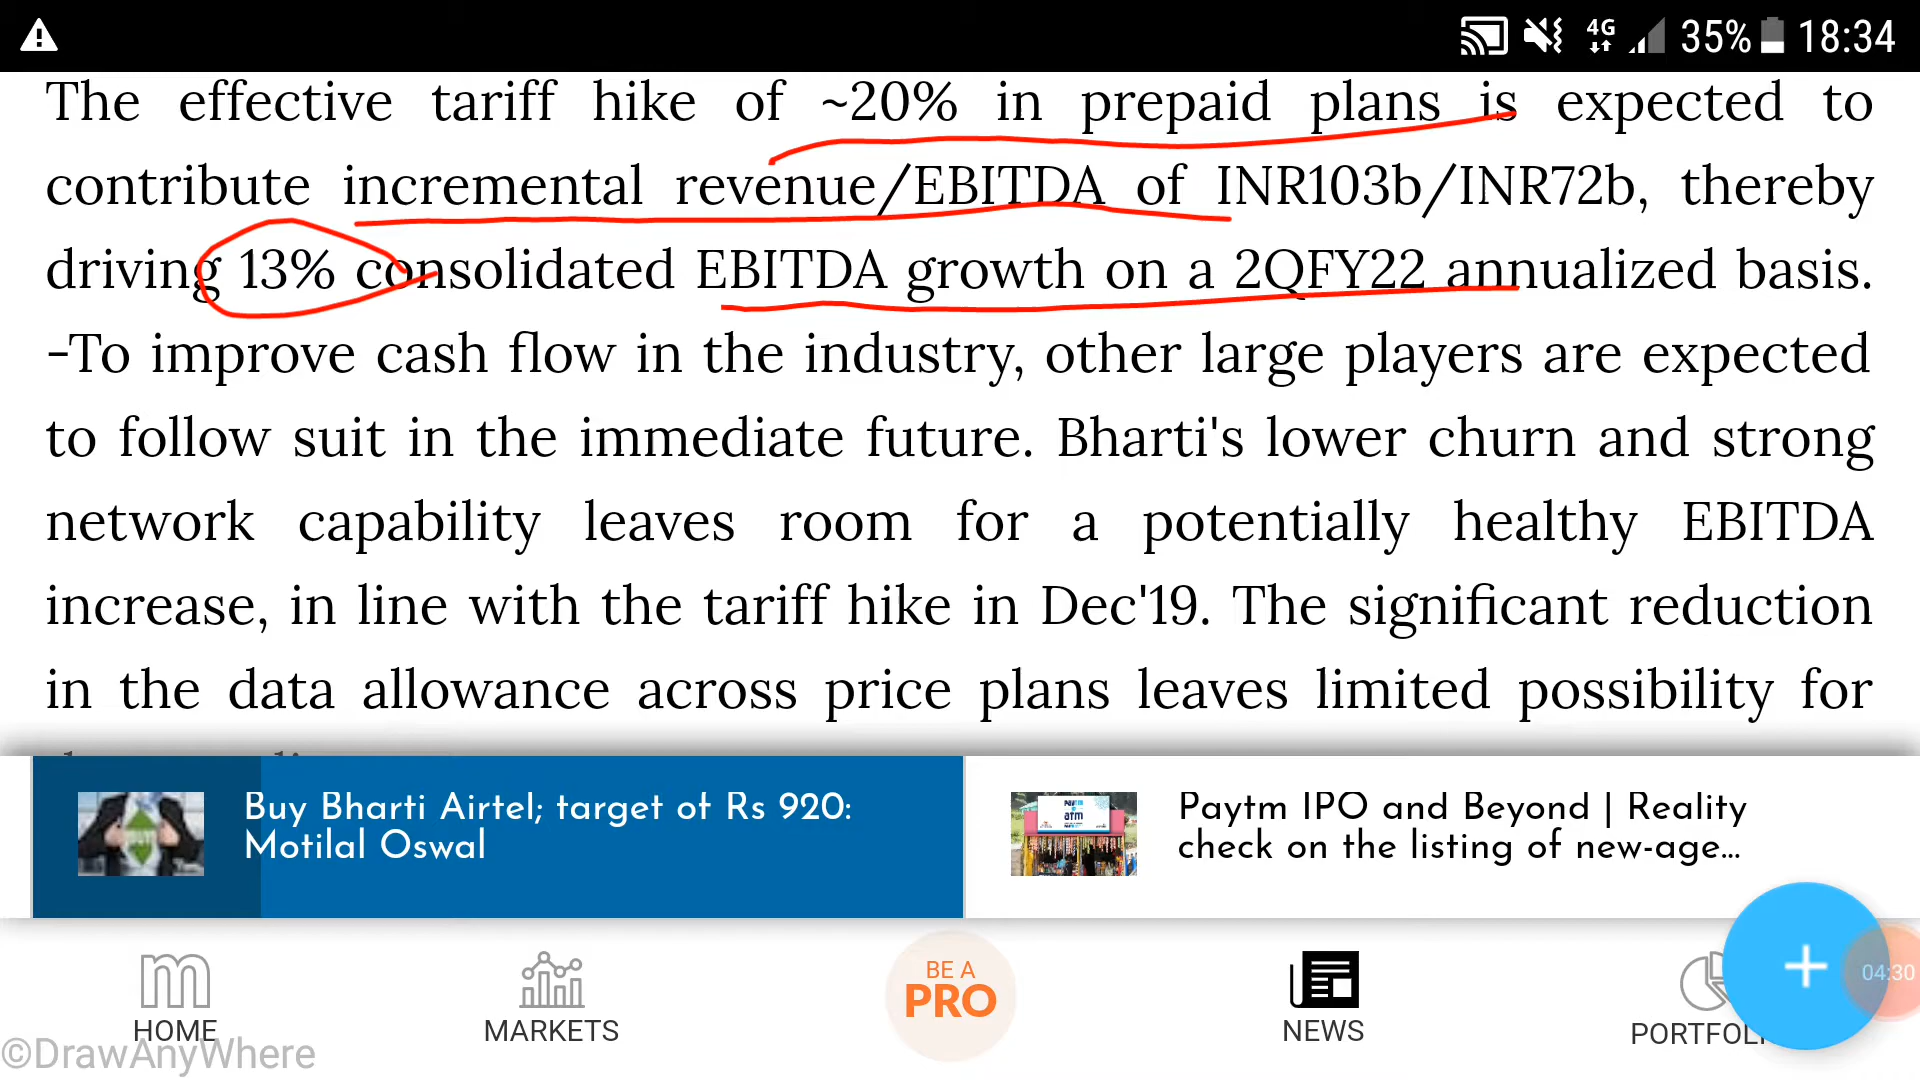 4G 35% 18:34
The effective tariff hike of ~20% in prepaid plans is expected to
contribute incremental revenue/EBITDA of INR103b/INR72b, thereby
driving 13% consolidated EBITDA growth on a 2QFY22 annualized basis.
-To improve cash flow in the industry, other large players are expected
to follow suit in the immediate future. Bharti's lower churn and strong
network capability leaves room for a potentially healthy EBITDA
increase, in line with the tariff hike in Dec'19. The significant reduction
in the data allowance across price plans leaves limited possibility for
Buy Bharti Airtel; target of Rs 920:
Motilal Oswal
Paytm IPO and Beyond | Reality
check on the listing of new-age...
HOME
MARKETS
BE A
PRO
NEWS
PORTFOLI
04:30
©DrawAnyWhere